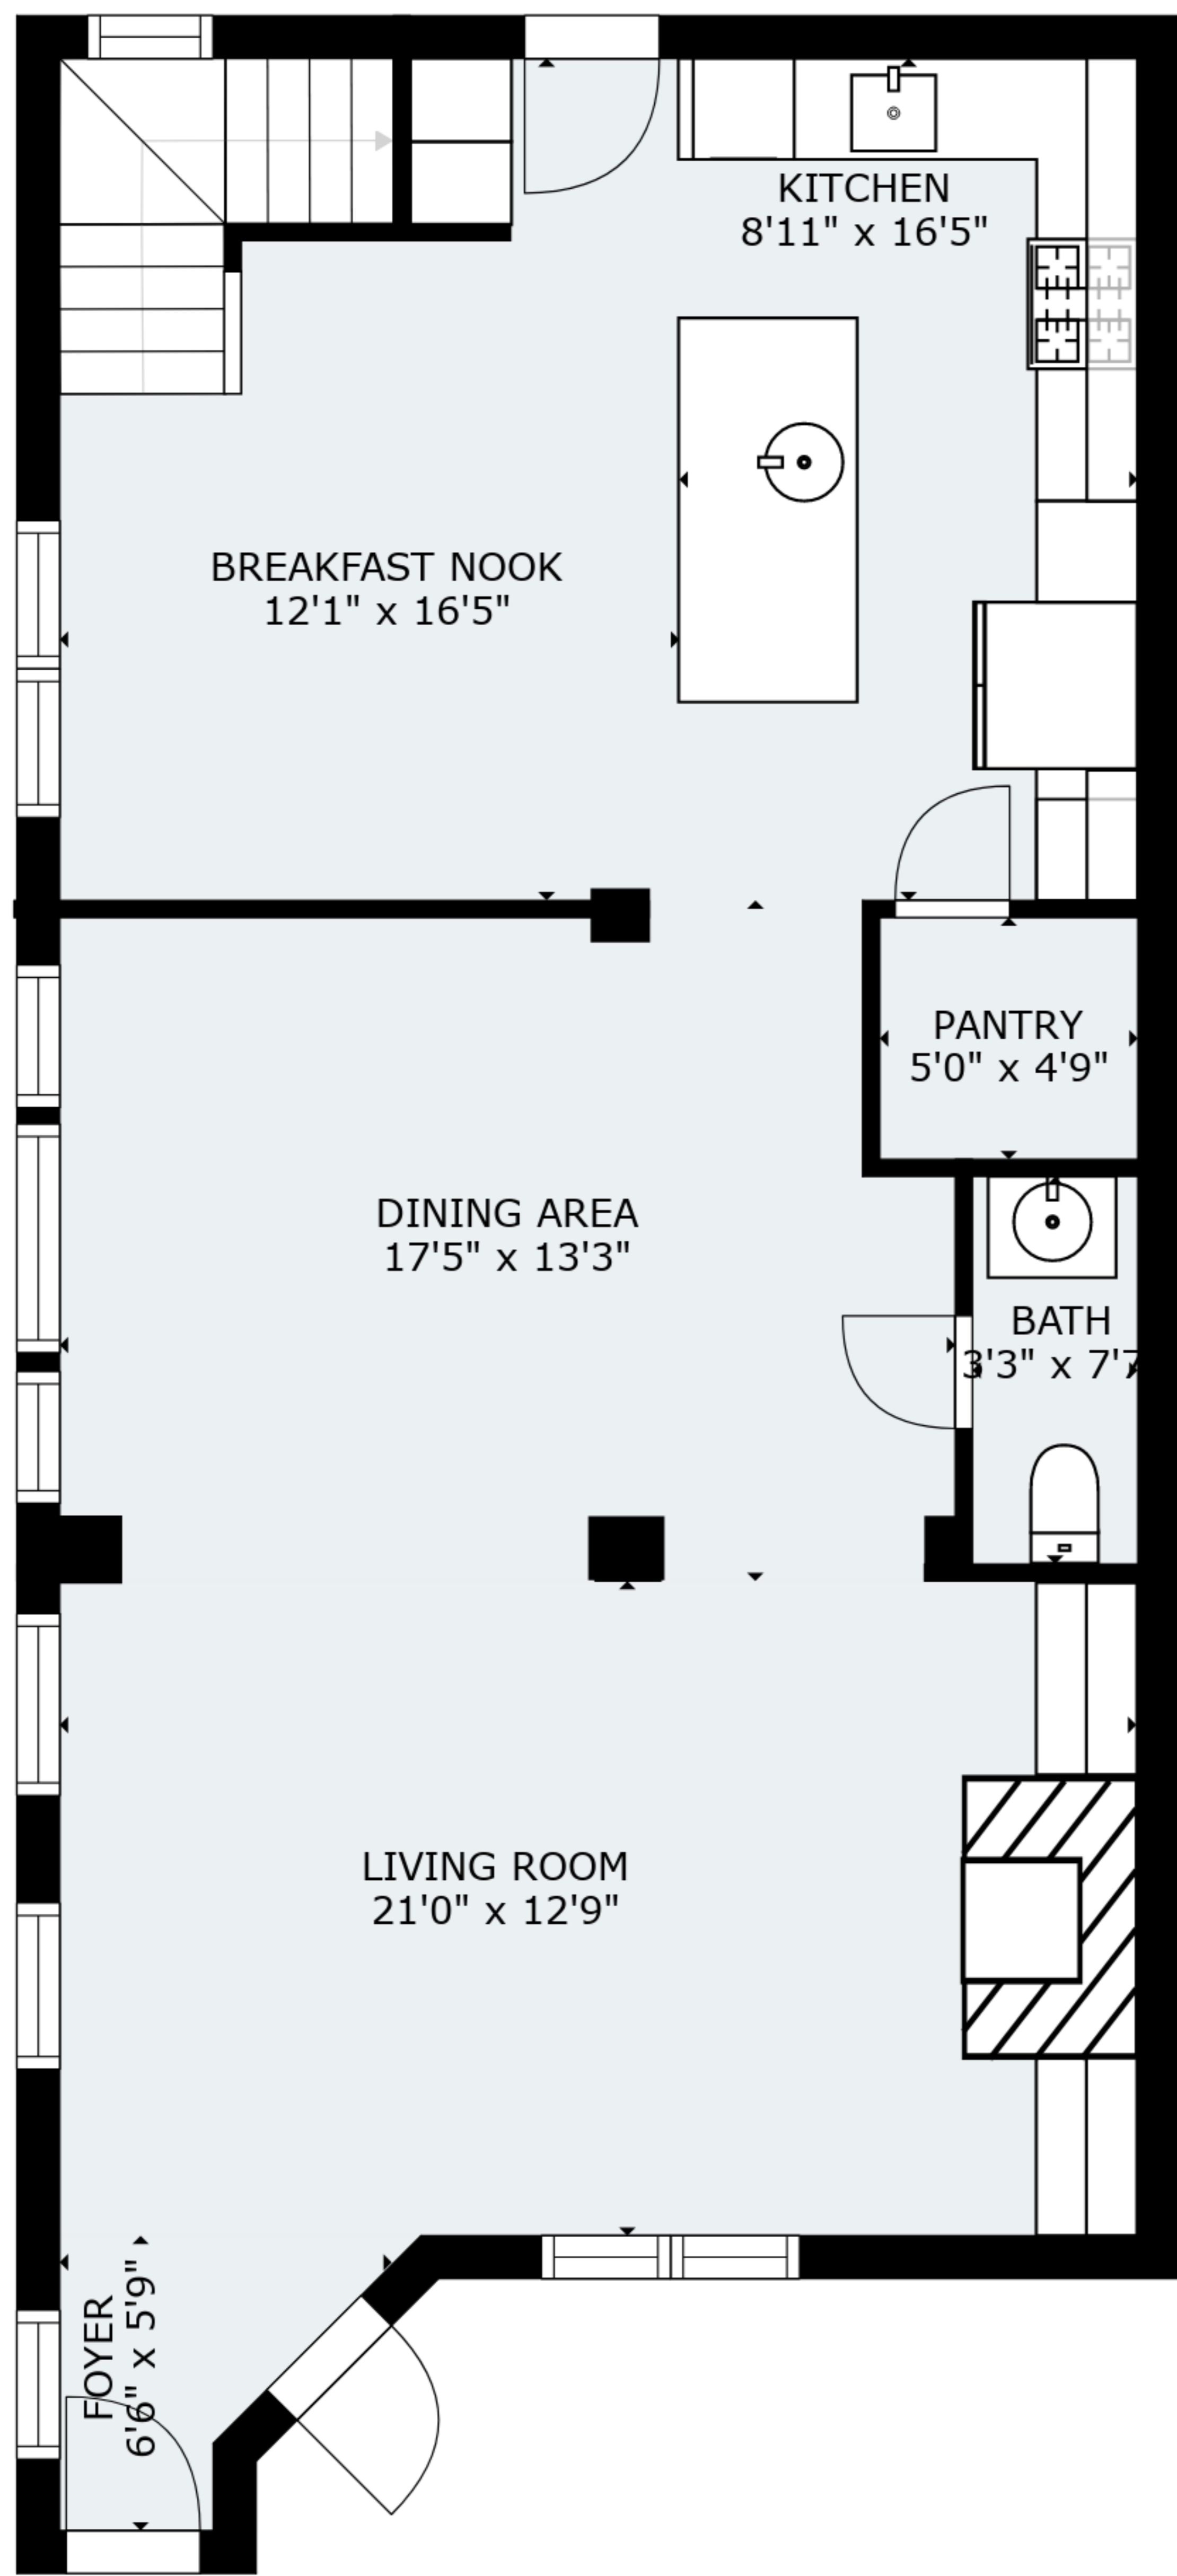 KITCHEN
8'11" x 16'5"
BREAKFAST NOOK
12'1" x 16'5"
PANTRY
5'0" x 4'9"
DINING AREA
17'5" x 13'3"
BATH
3'3" x 7'7
LIVING ROOM
21'0" x 12'9"
FOYER
6'6" x 5'9"